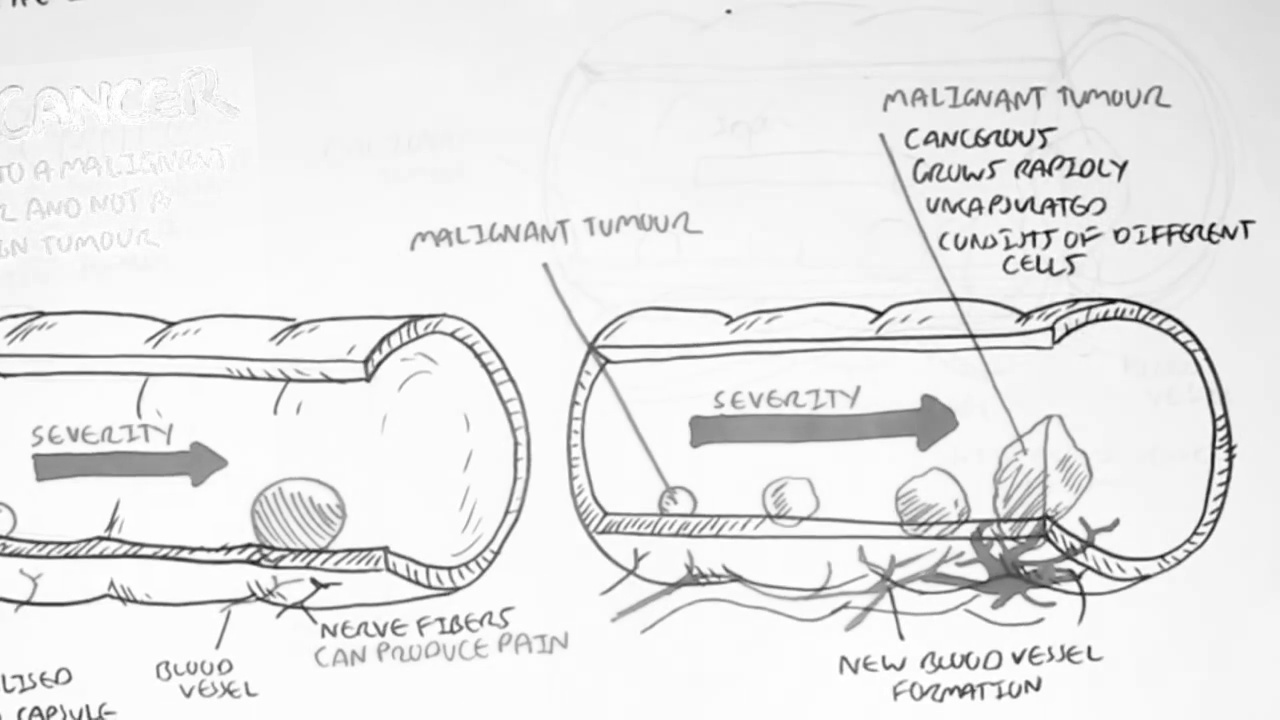 CANCER
TO A MALIGNANT
AND NOT
TUMOUR
MALIGNANT TUMOUR
MALIGNANT TUMOUR
CANCEROUS
GROWS RAPIDLY
UNCAPSULATED
CONSISTS OF DIFFERENT
CELLS
SEVERITY
SEVERITY
NERVE FIBERS
CAN PRODUCE PAIN
BLOOD
VESSEL
LISED
CAPSULE
NEW BLOOD VESSEL
FORMATION